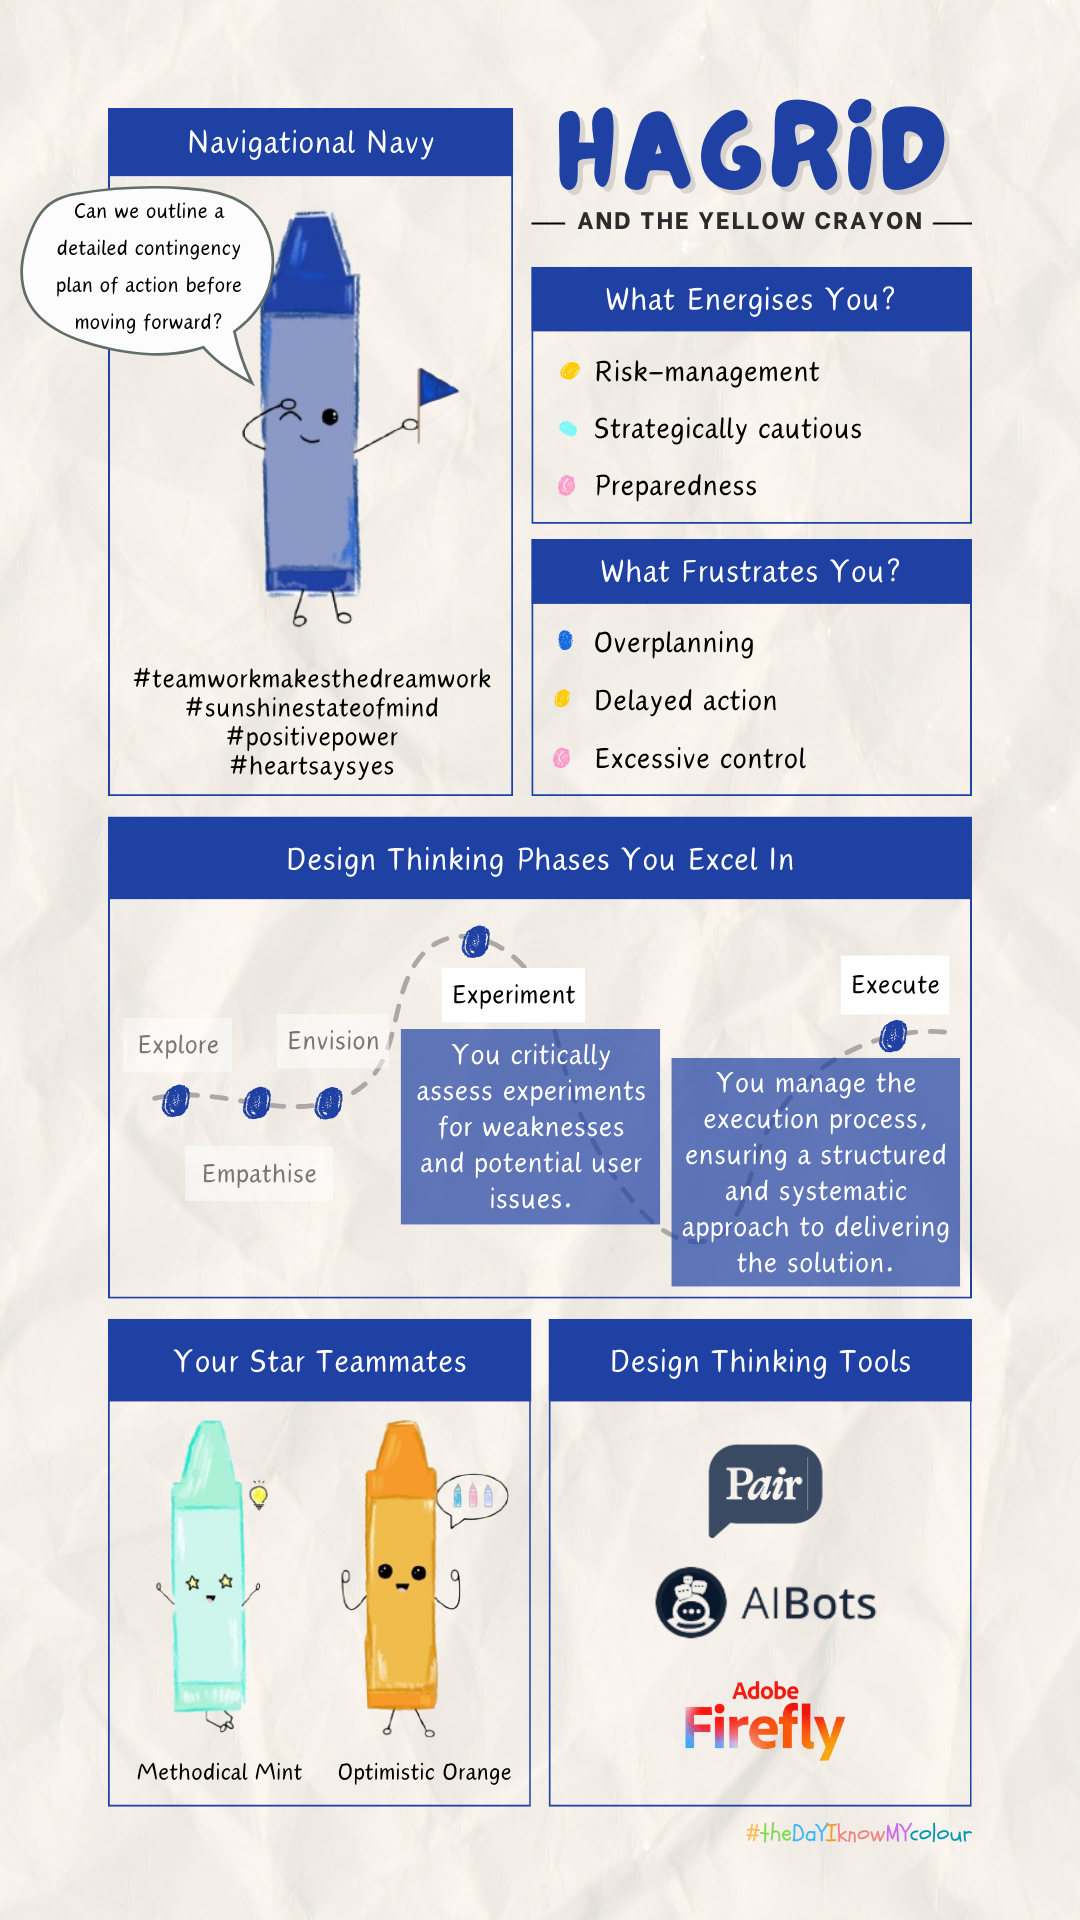 Navigational Navy
Can we outline a
detailed contingency
plan of action before
moving forward?
#teamworkmakesthedreamwork
#sunshinestateofmind
#positivepower
#heartsaysyes
HAGRiD
AND THE YELLOW CRAYON
What Energises You?
Risk-management
Strategically cautious
Preparedness
What Frustrates You?
Overplanning
Delayed action
Excessive control
Design Thinking Phases You Excel In
Explore
Empathise
Envision
Experiment
You critically
assess experiments
for weaknesses
and potential user
issues.
Execute
You manage the
execution process,
ensuring a structured
and systematic
approach to delivering
the solution.
Your Star Teammates
Methodical Mint
Optimistic Orange
Design Thinking Tools
Pair
AIBots
Adobe
Firefly
#theDaYIknowMYcolour